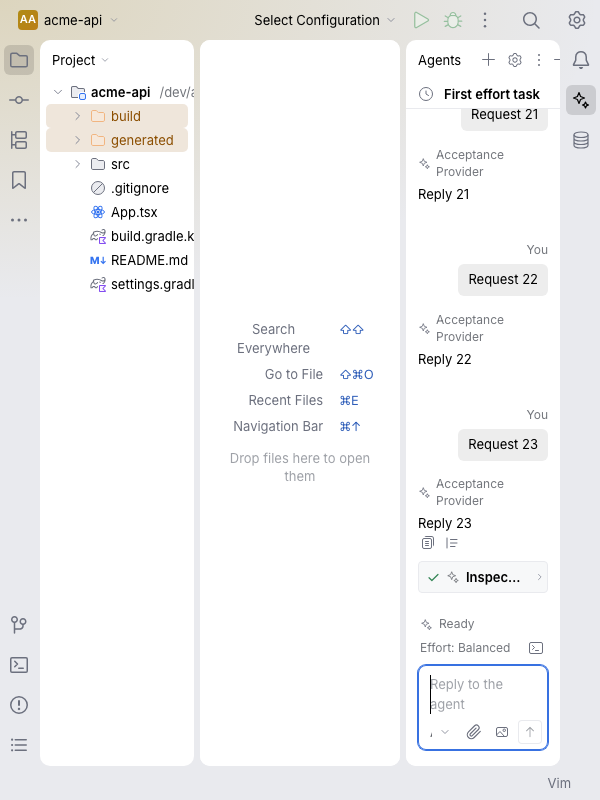 AA acme-api
Select Configuration
Project
acme-api /dev/a
build
generated
src
.gitignore
App.tsx
build.gradle.k
M↓ README.md
settings.gradl
Search Everywhere ⇧⇧
Go to File ⇧⌘O
Recent Files ⌘E
Navigation Bar ⌘↑
Drop files here to open
them
Agents
First effort task
Request 21
Acceptance
Provider
Reply 21
You
Request 22
Acceptance
Provider
Reply 22
You
Request 23
Acceptance
Provider
Reply 23
Inspec...
Ready
Effort: Balanced
Reply to the
agent
Vim